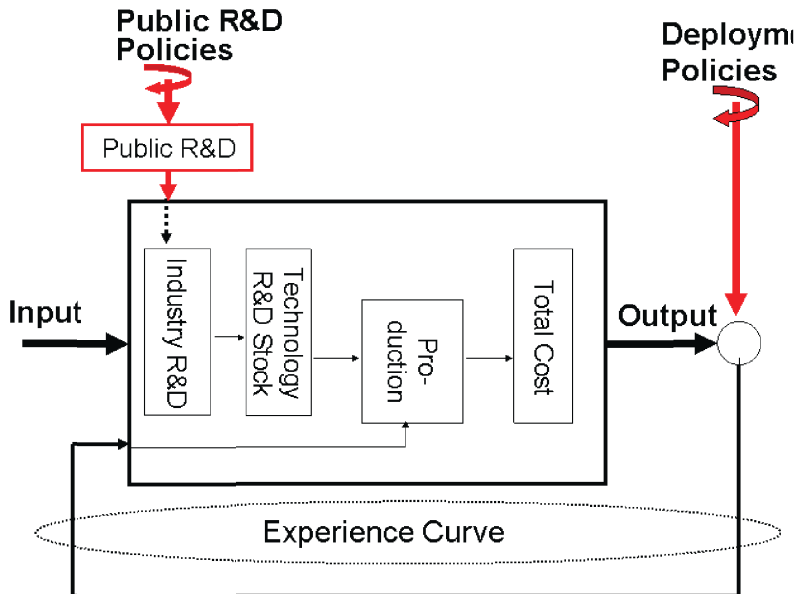 Public R&D
Policies
Public R&D
Policies
Input
Industry R&D
Technology
R&D Stock
Pro-
duction
Total Cost
Output
Experience Curve